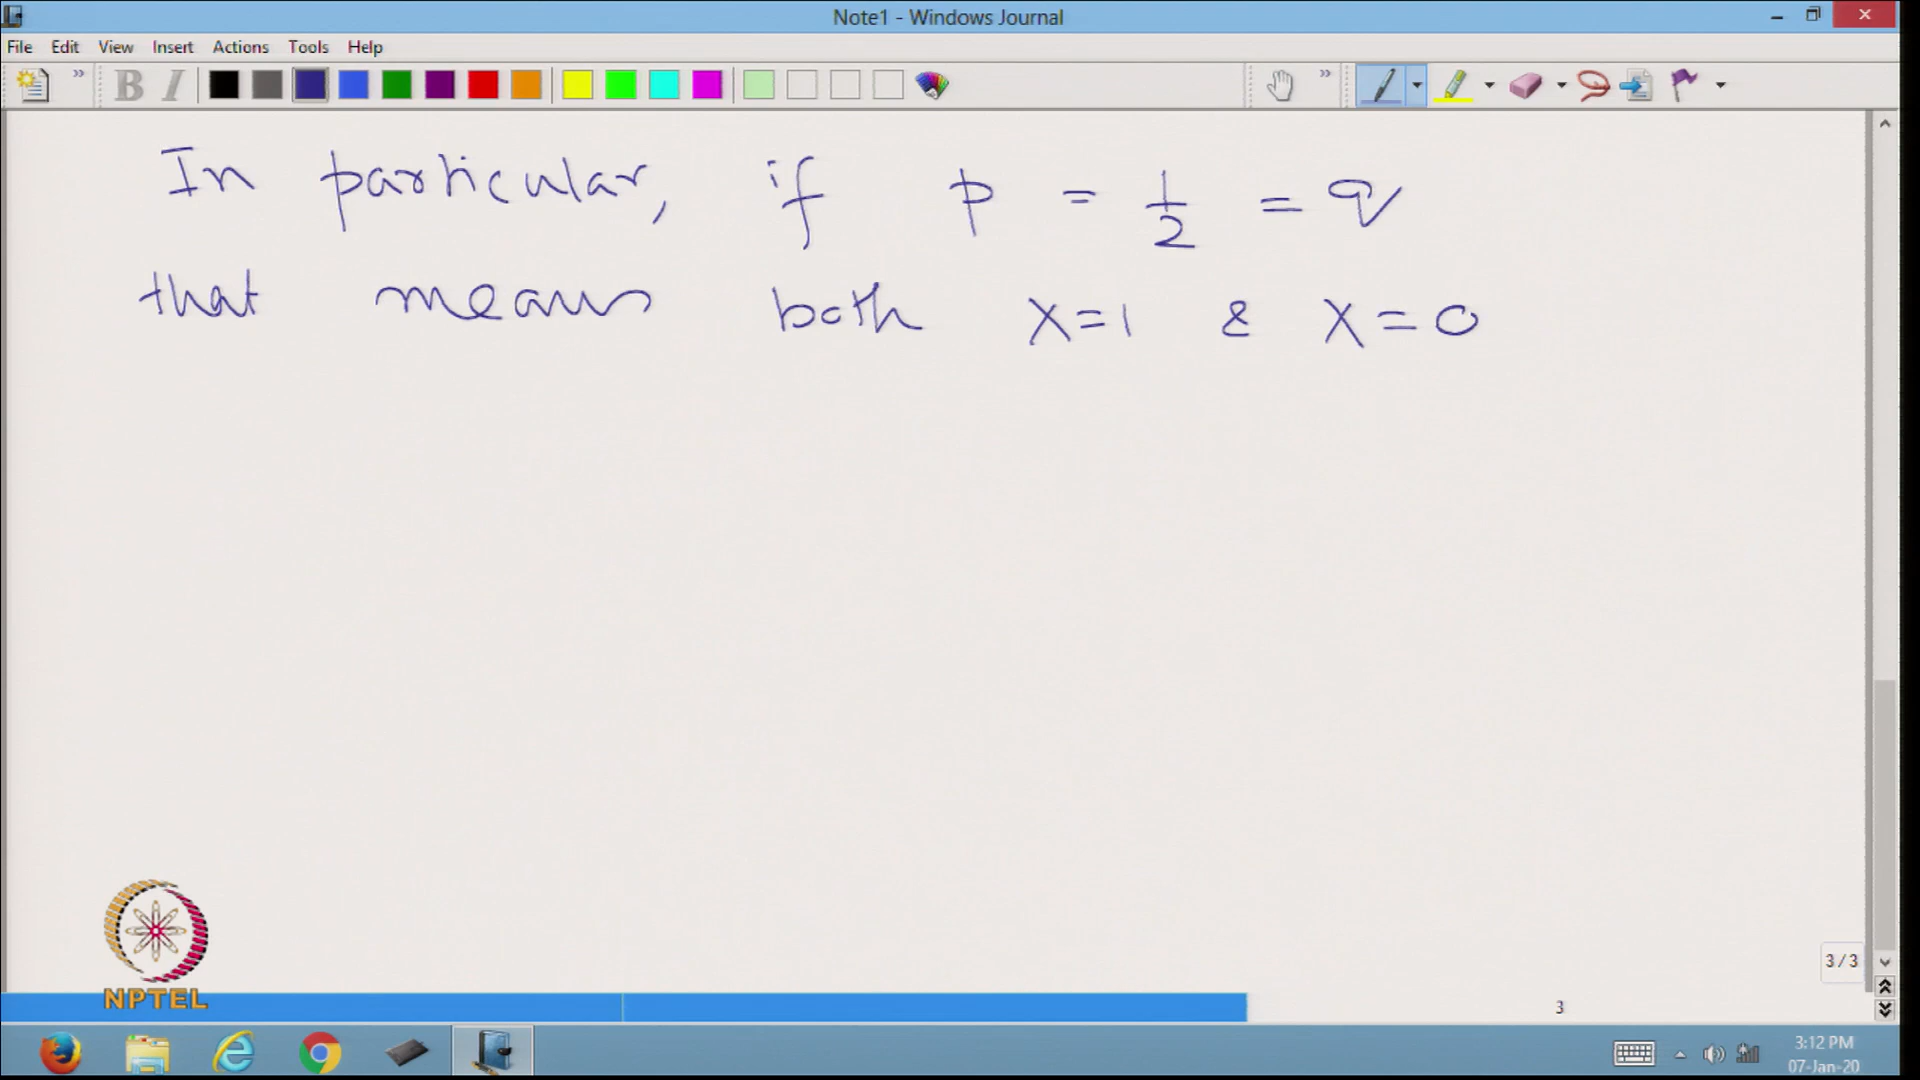 Note1 - Windows Journal
File Edit View Insert Actions Tools Help
B I
In particular, if p = 1/2 = q
that means both X=1 & X=0
3/3
NPTEL
3
3:12 PM
07-Jan-20